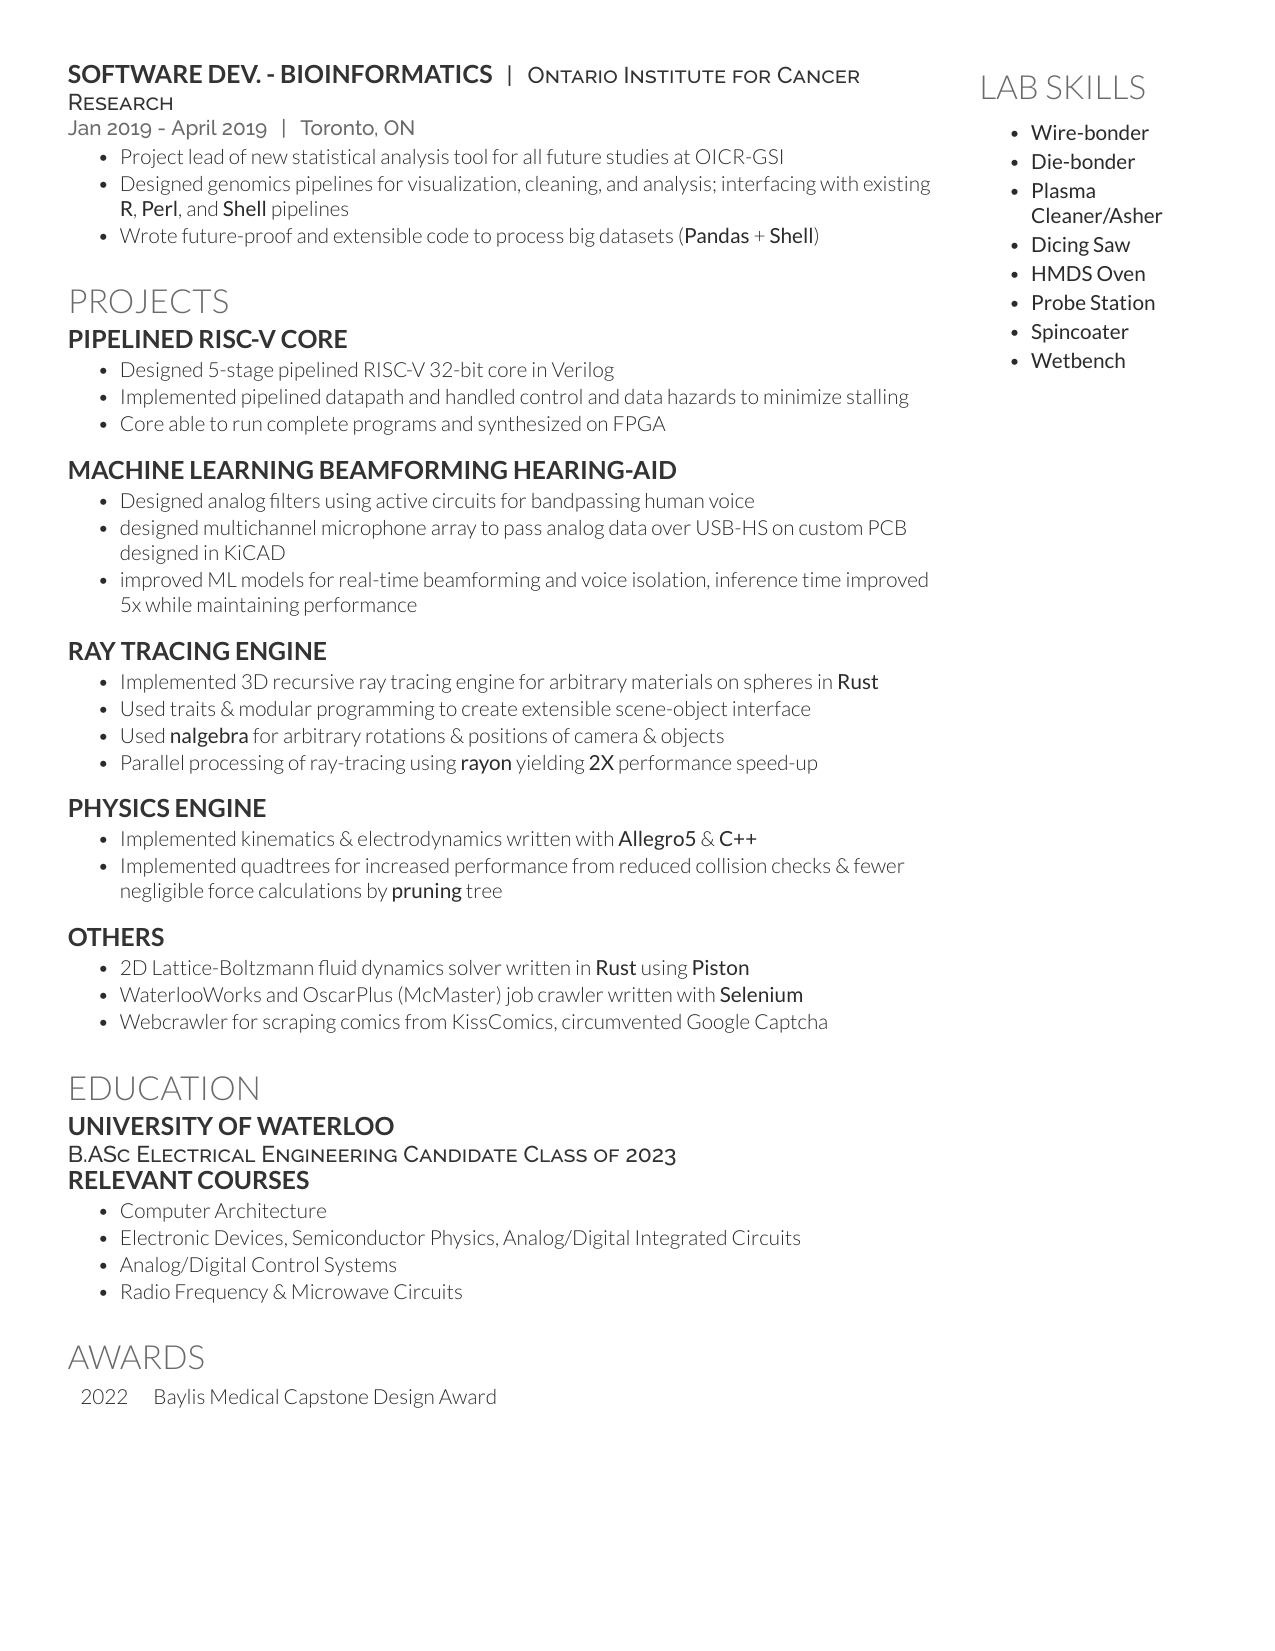 SOFTWARE DEV. - BIOINFORMATICS | Ontario Institute for Cancer
Research
Jan 2019 - April 2019 | Toronto, ON
• Project lead of new statistical analysis tool for all future studies at OICR-GSI
• Designed genomics pipelines for visualization, cleaning, and analysis; interfacing with existing
R, Perl, and Shell pipelines
• Wrote future-proof and extensible code to process big datasets (Pandas + Shell)
PROJECTS
PIPELINED RISC-V CORE
• Designed 5-stage pipelined RISC-V 32-bit core in Verilog
• Implemented pipelined datapath and handled control and data hazards to minimize stalling
• Core able to run complete programs and synthesized on FPGA
MACHINE LEARNING BEAMFORMING HEARING-AID
• Designed analog filters using active circuits for bandpassing human voice
• designed multichannel microphone array to pass analog data over USB-HS on custom PCB
designed in KiCAD
• improved ML models for real-time beamforming and voice isolation, inference time improved
5x while maintaining performance
RAY TRACING ENGINE
• Implemented 3D recursive ray tracing engine for arbitrary materials on spheres in Rust
• Used traits & modular programming to create extensible scene-object interface
• Used nalgebra for arbitrary rotations & positions of camera & objects
• Parallel processing of ray-tracing using rayon yielding 2X performance speed-up
PHYSICS ENGINE
• Implemented kinematics & electrodynamics written with Allegro5 & C++
• Implemented quadtrees for increased performance from reduced collision checks & fewer
negligible force calculations by pruning tree
OTHERS
• 2D Lattice-Boltzmann fluid dynamics solver written in Rust using Piston
• WaterlooWorks and OscarPlus (McMaster) job crawler written with Selenium
• Webcrawler for scraping comics from KissComics, circumvented Google Captcha
EDUCATION
UNIVERSITY OF WATERLOO
B.ASc Electrical Engineering Candidate Class of 2023
RELEVANT COURSES
• Computer Architecture
• Electronic Devices, Semiconductor Physics, Analog/Digital Integrated Circuits
• Analog/Digital Control Systems
• Radio Frequency & Microwave Circuits
AWARDS
2022 Baylis Medical Capstone Design Award
LAB SKILLS
• Wire-bonder
• Die-bonder
• Plasma
Cleaner/Asher
• Dicing Saw
• HMDS Oven
• Probe Station
• Spincoater
• Wetbench